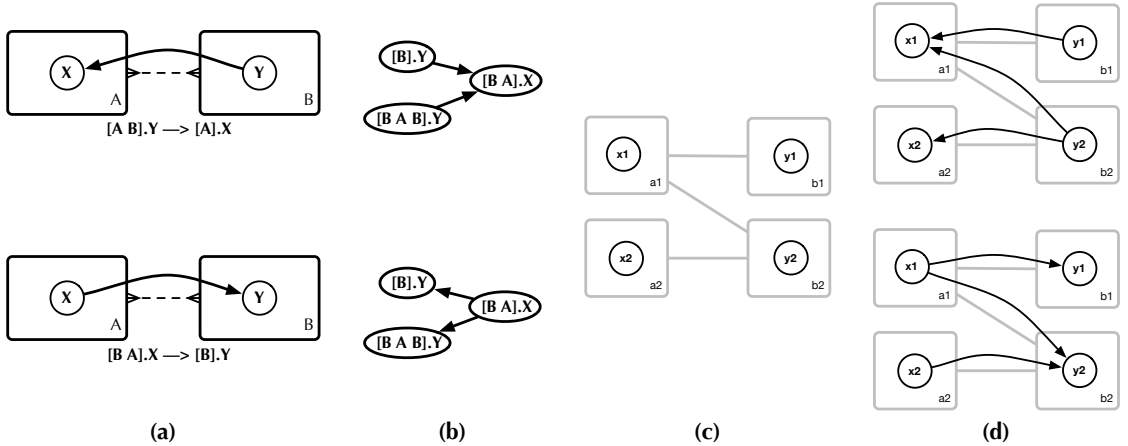 X
A
Y
B
[A B].Y —> [A].X
[B].Y
[B A].X
[B A B].Y
X
A
Y
B
[B A].X —> [B].Y
[B].Y
[B A].X
[B A B].Y
x1
a1
y1
b1
x2
a2
y2
b2
x1
a1
y1
b1
x2
a2
y2
b2
x1
a1
y1
b1
x2
a2
y2
b2
(a) (b) (c) (d)